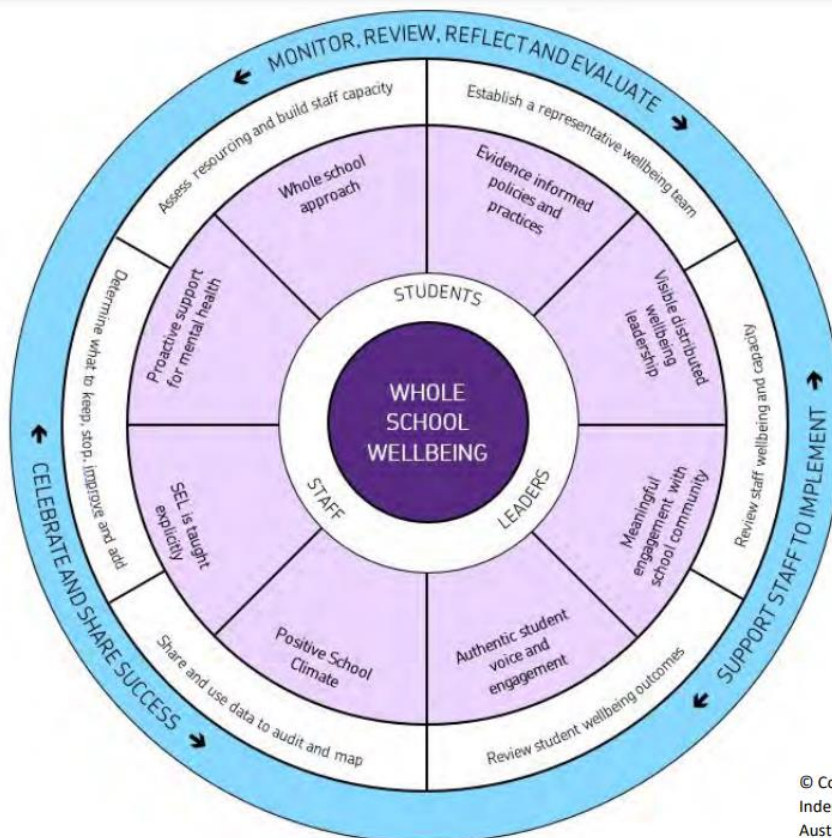 MONITOR, REVIEW, REFLECT AND EVALUATE
SUPPORT STAFF TO IMPLEMENT
CELEBRATE AND SHARE SUCCESS
Establish a representative wellbeing team
Review staff wellbeing and capacity
Review student wellbeing outcomes
Share and use data to audit and map
Determine what to keep, stop, improve and add
Assess resourcing and build staff capacity
Whole school
approach
Evidence informed
policies and
practices
Visible distributed
wellbeing
leadership
Meaningful
engagement with
school community
Authentic student
voice and
engagement
Positive School
Climate
SEL is taught
explicitly
Proactive support
for mental health
STUDENTS
LEADERS
STAFF
WHOLE
SCHOOL
WELLBEING
© Co
Inde
Aust